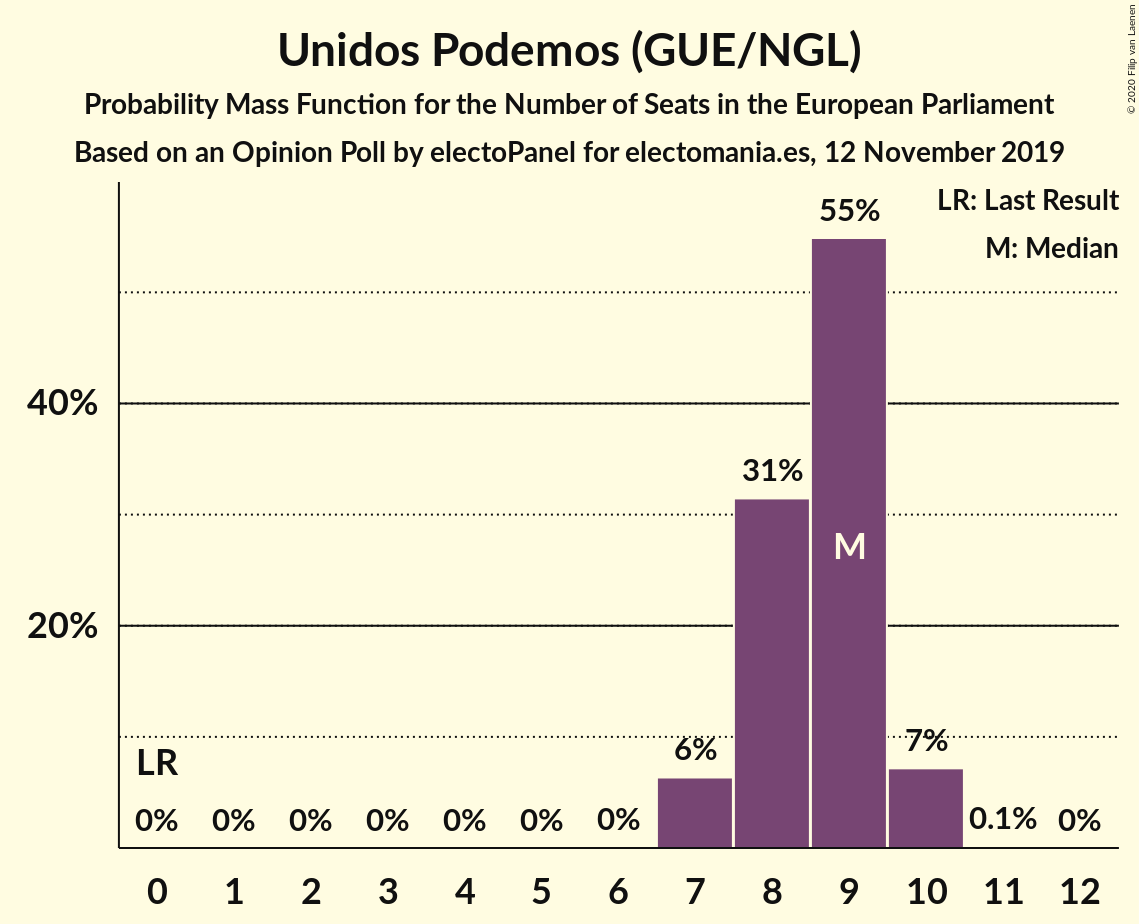 Unidos Podemos (GUE/NGL)
Probability Mass Function for the Number of Seats in the European Parliament
Based on an Opinion Poll by electoPanel for electomania.es, 12 November 2019
© 2020 Filip van Laenen
LR: Last Result
M: Median
55%
40%
31%
M
20%
LR
6%
7%
0% 0% 0% 0% 0% 0% 0% 0.1% 0%
0 1 2 3 4 5 6 7 8 9 10 11 12